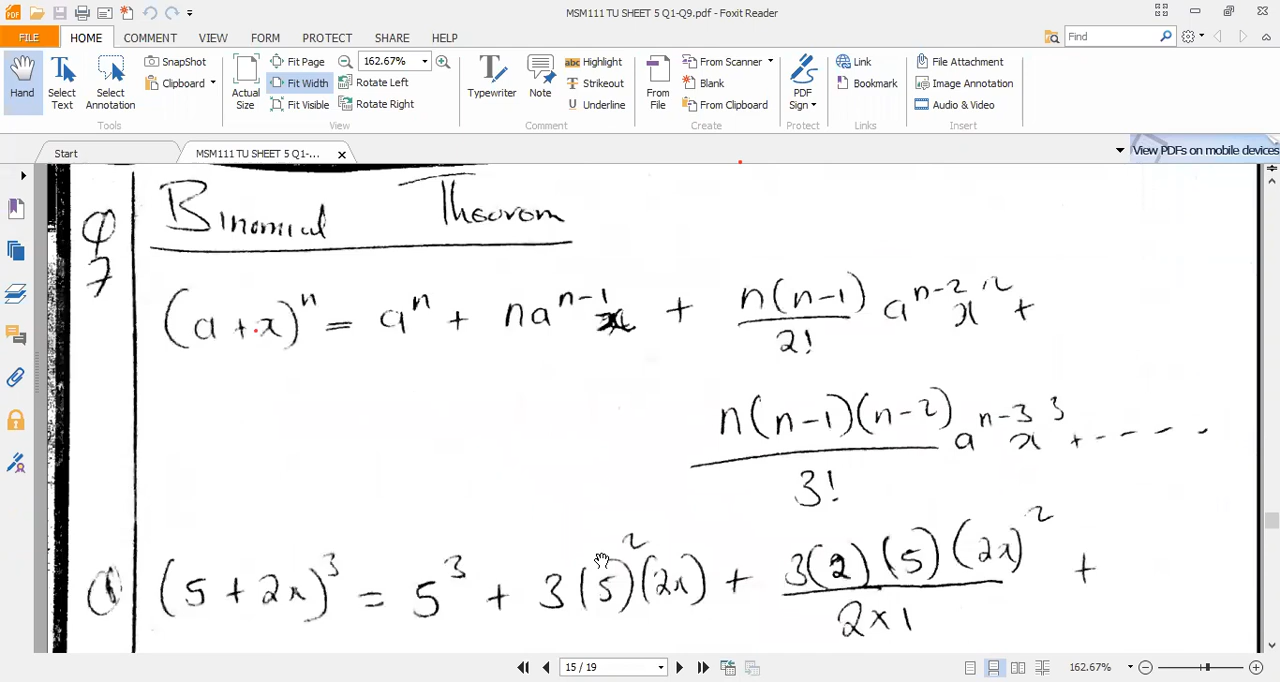 MSM111 TU SHEET 5 Q1-Q9.pdf - Foxit Reader
FILE HOME COMMENT VIEW FORM PROTECT SHARE HELP Find
Hand Select Text Select Annotation SnapShot Clipboard Actual Size Fit Page Fit Width Fit Visible 162.67% Rotate Left Rotate Right Typewriter Note Highlight Strikeout Underline From File From Scanner Blank From Clipboard PDF Sign Link Bookmark File Attachment Image Annotation Audio & Video
Tools View Comment Create Protect Links Insert
Start MSM111 TU SHEET 5 Q1-... View PDFs on mobile devices
Q7 Binomial Theorem
(a + x)^n = a^n + na^{n-1} x + \frac{n(n-1)}{2!} a^{n-2} x^2 +
\frac{n(n-1)(n-2)}{3!} a^{n-3} x^3 + - - - -
(5 + 2x)^3 = 5^3 + 3(5)^2(2x) + \frac{3(2)(5)(2x)^2}{2×1} +
15 / 19 162.67%